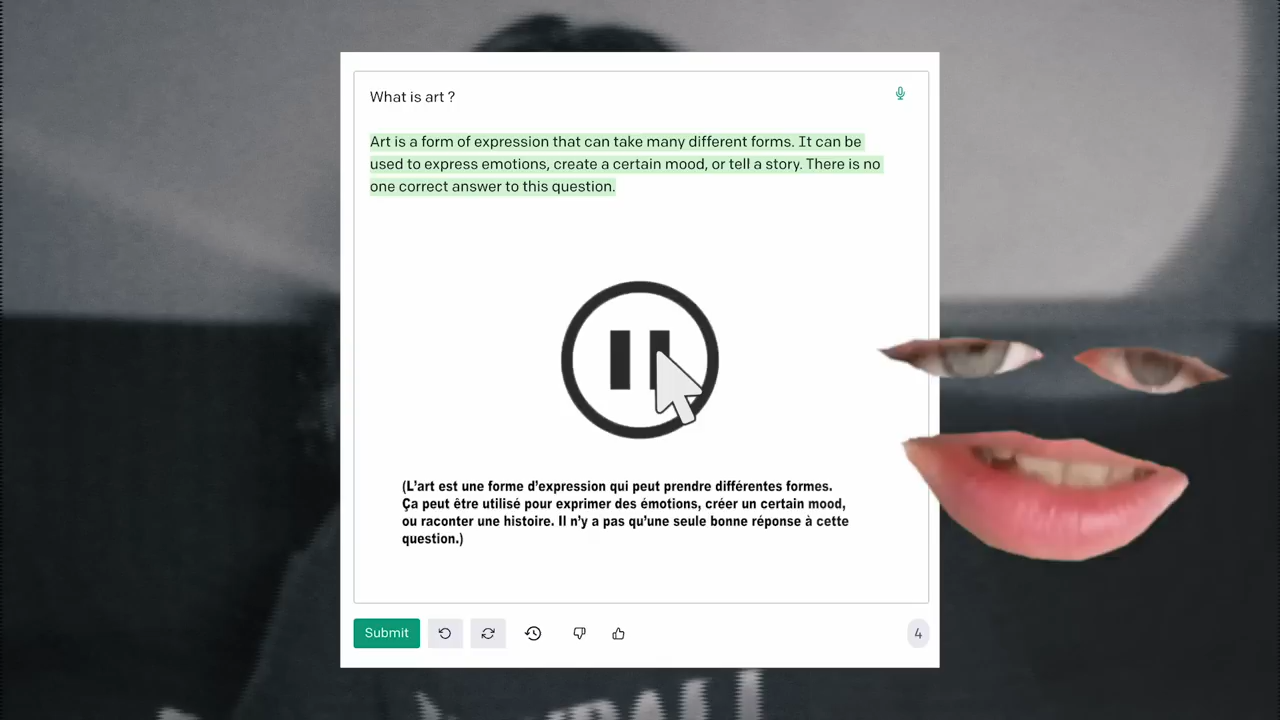 What is art ?
Art is a form of expression that can take many different forms. It can be
used to express emotions, create a certain mood, or tell a story. There is no
one correct answer to this question.
(L'art est une forme d'expression qui peut prendre différentes formes.
Ça peut être utilisé pour exprimer des émotions, créer un certain mood,
ou raconter une histoire. Il n'y a pas qu'une seule bonne réponse à cette
question.)
Submit
4